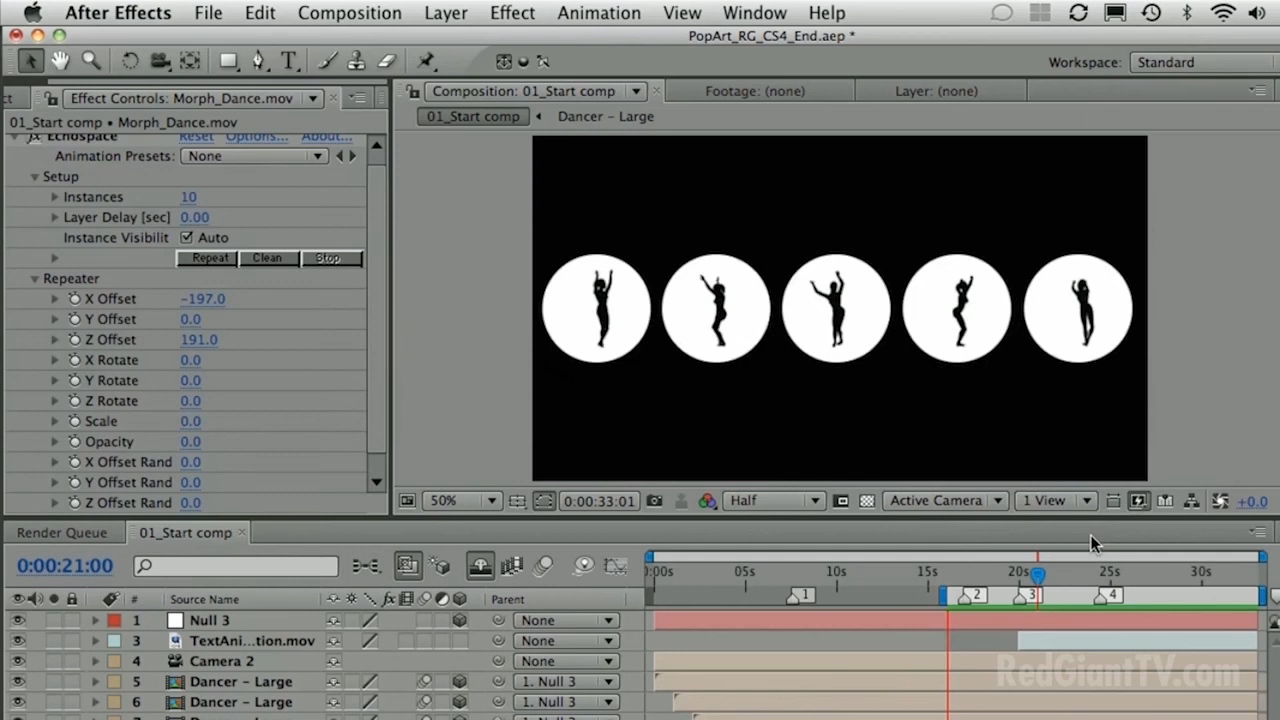 After Effects File Edit Composition Layer Effect Animation View Window Help
PopArt_RG_CS4_End.aep *
Workspace: Standard
ct Effect Controls: Morph_Dance.mov
Composition: 01_Start comp Footage: (none) Layer: (none)
01_Start comp • Morph_Dance.mov
01_Start comp Dancer – Large
fx Echospace Reset Options... About...
Animation Presets: None
Setup
Instances 10
Layer Delay [sec] 0.00
Instance Visibilit Auto
Repeat Clean Stop
Repeater
X Offset -197.0
Y Offset 0.0
Z Offset 191.0
X Rotate 0.0
Y Rotate 0.0
Z Rotate 0.0
Scale 0.0
Opacity 0.0
X Offset Rand 0.0
Y Offset Rand 0.0
Z Offset Rand 0.0
50% 0:00:33:01 Half Active Camera 1 View +0.0
Render Queue 01_Start comp
0:00:21:00
:00s 05s 10s 15s 20s 25s 30s
1 2 3 4
# Source Name Parent
1 Null 3 None
3 TextAni...tion.mov None
4 Camera 2 None
5 Dancer – Large 1. Null 3
6 Dancer – Large 1. Null 3
RedGiantTV.com